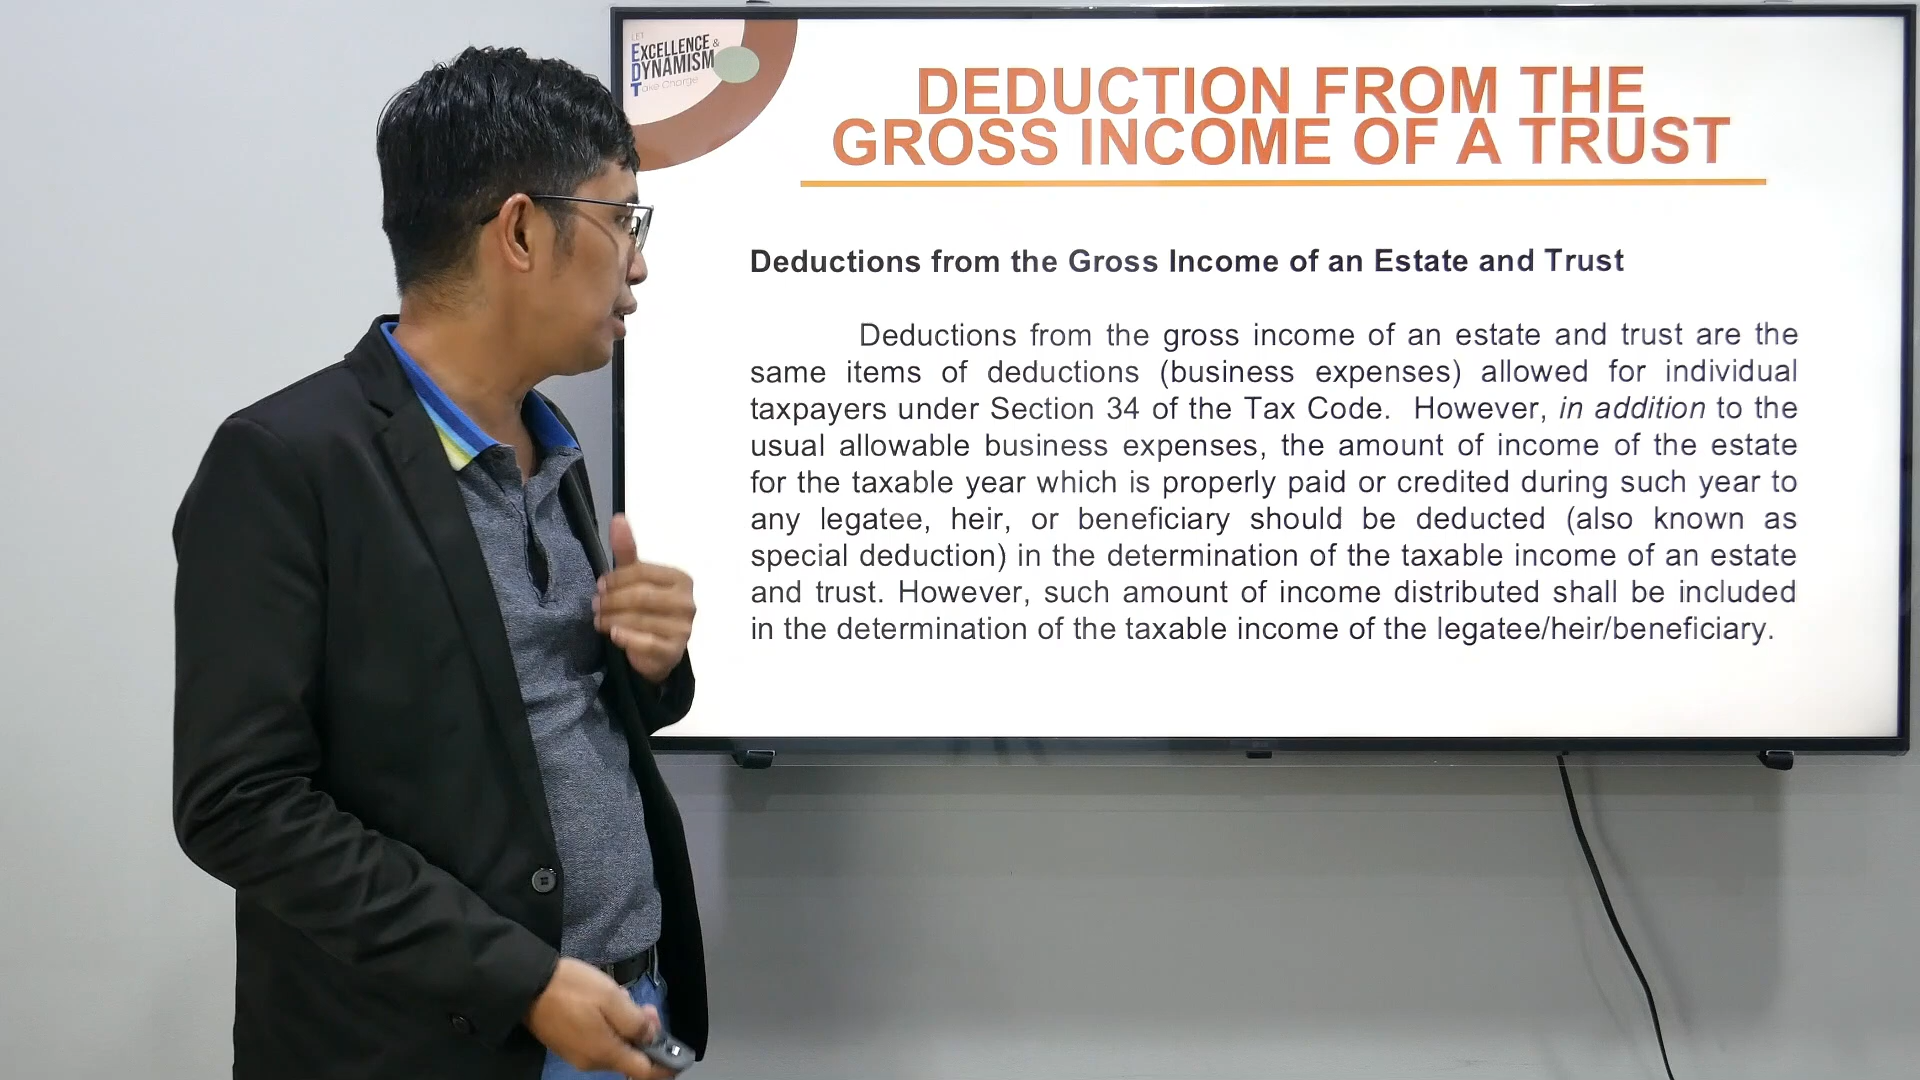 LET
EXCELLENCE &
DYNAMISM
Take Charge
DEDUCTION FROM THE
GROSS INCOME OF A TRUST
Deductions from the Gross Income of an Estate and Trust
Deductions from the gross income of an estate and trust are the
same items of deductions (business expenses) allowed for individual
taxpayers under Section 34 of the Tax Code. However, in addition to the
usual allowable business expenses, the amount of income of the estate
for the taxable year which is properly paid or credited during such year to
any legatee, heir, or beneficiary should be deducted (also known as
special deduction) in the determination of the taxable income of an estate
and trust. However, such amount of income distributed shall be included
in the determination of the taxable income of the legatee/heir/beneficiary.